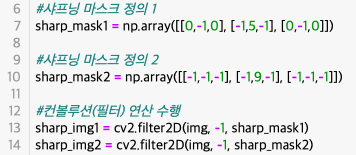 6 #샤프닝 마스크 정의 1
7 sharp_mask1 = np.array([[0,-1,0], [-1,5,-1], [0,-1,0]])
8
9 #샤프닝 마스크 정의 2
10 sharp_mask2 = np.array([[-1,-1,-1], [-1,9,-1], [-1,-1,-1]])
11
12 #컨볼루션(필터) 연산 수행
13 sharp_img1 = cv2.filter2D(img, -1, sharp_mask1)
14 sharp_img2 = cv2.filter2D(img, -1, sharp_mask2)